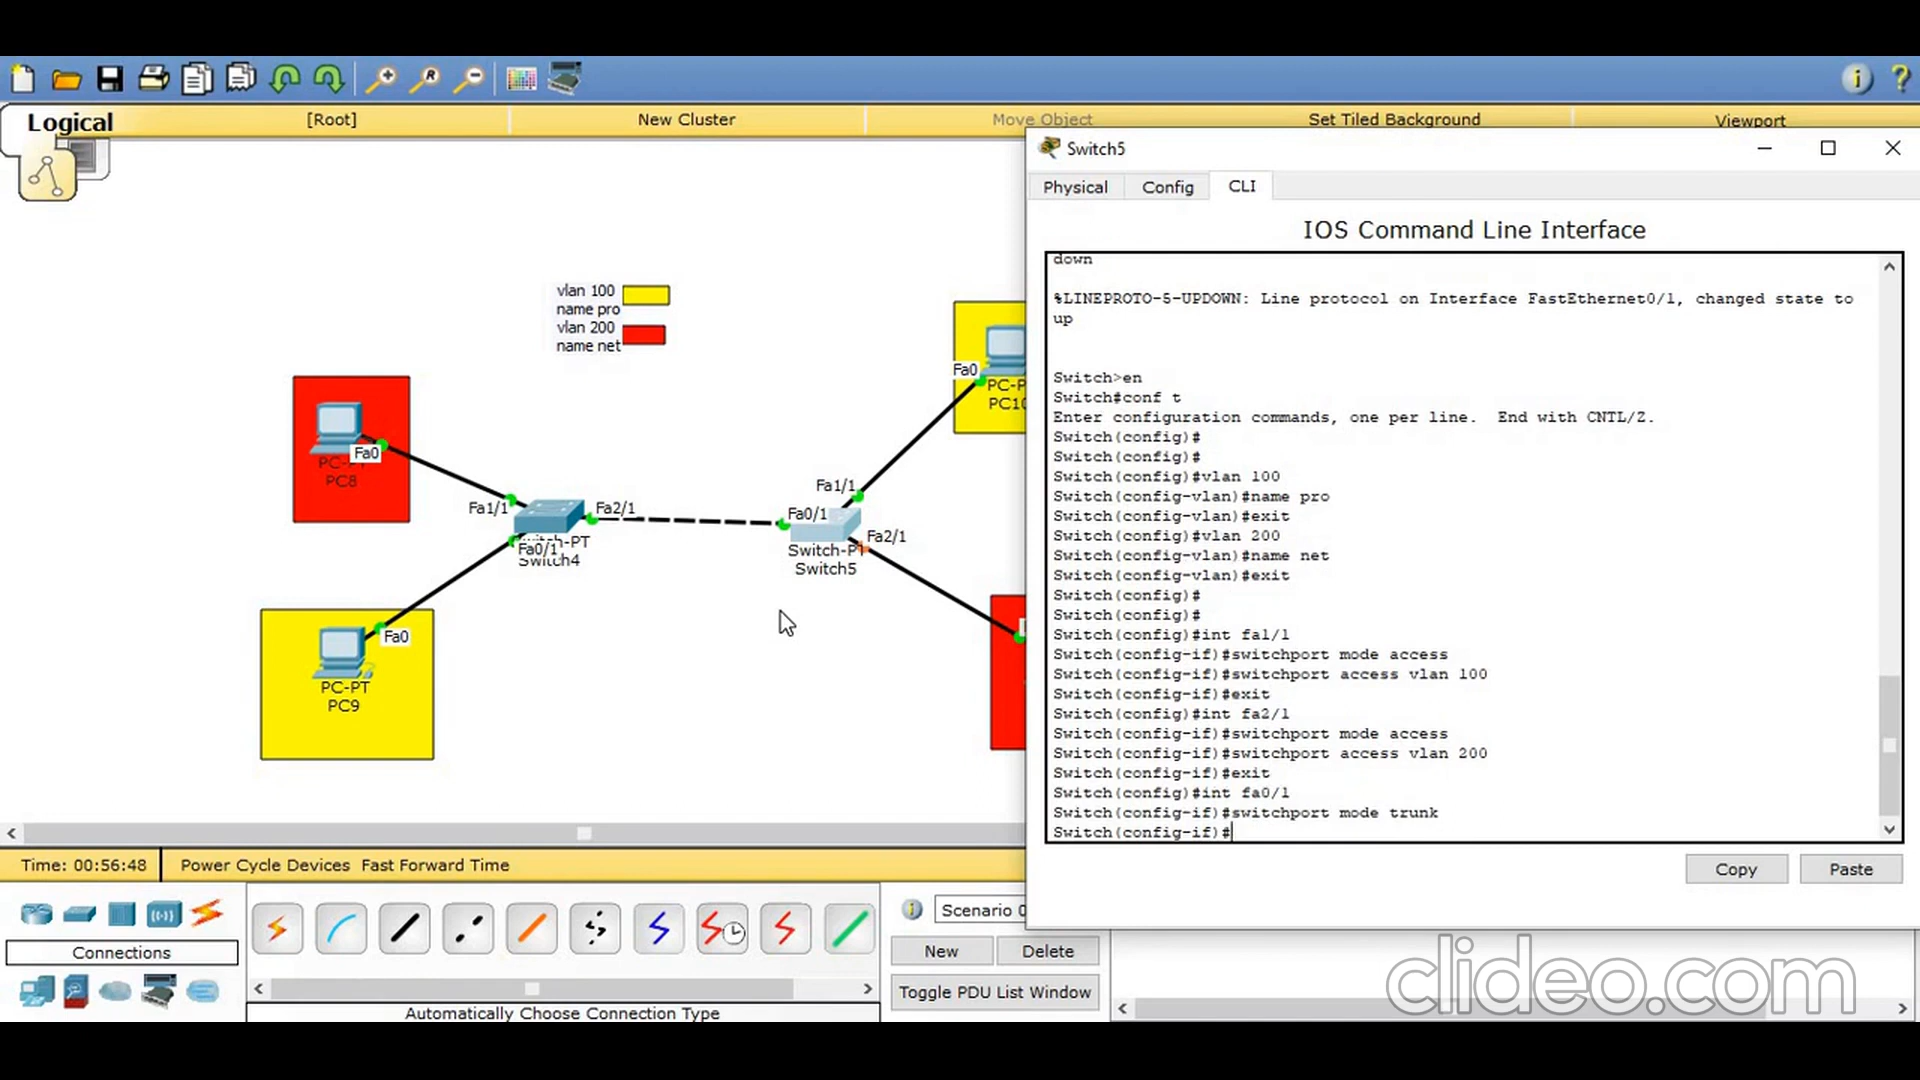 Logical
[Root]
New Cluster
Move Object
Set Tiled Background
Viewport
vlan 100
name pro
vlan 200
name net
Fa0
PC8
Fa1/1
Fa2/1
Fa0/1
Switch4
Fa0
PC-PT
PC9
Fa0
PC10
Fa1/1
Fa0/1
Fa2/1
Switch5
Switch5
Physical
Config
CLI
IOS Command Line Interface
down
%LINEPROTO-5-UPDOWN: Line protocol on Interface FastEthernet0/1, changed state to
up
Switch>en
Switch#conf t
Enter configuration commands, one per line.  End with CNTL/Z.
Switch(config)#
Switch(config)#
Switch(config)#vlan 100
Switch(config-vlan)#name pro
Switch(config-vlan)#exit
Switch(config)#vlan 200
Switch(config-vlan)#name net
Switch(config-vlan)#exit
Switch(config)#
Switch(config)#
Switch(config)#int fa1/1
Switch(config-if)#switchport mode access
Switch(config-if)#switchport access vlan 100
Switch(config-if)#exit
Switch(config)#int fa2/1
Switch(config-if)#switchport mode access
Switch(config-if)#switchport access vlan 200
Switch(config-if)#exit
Switch(config)#int fa0/1
Switch(config-if)#switchport mode trunk
Switch(config-if)#
Copy
Paste
Time: 00:56:48
Power Cycle Devices  Fast Forward Time
Connections
Automatically Choose Connection Type
Scenario 0
New
Delete
Toggle PDU List Window
clideo.com